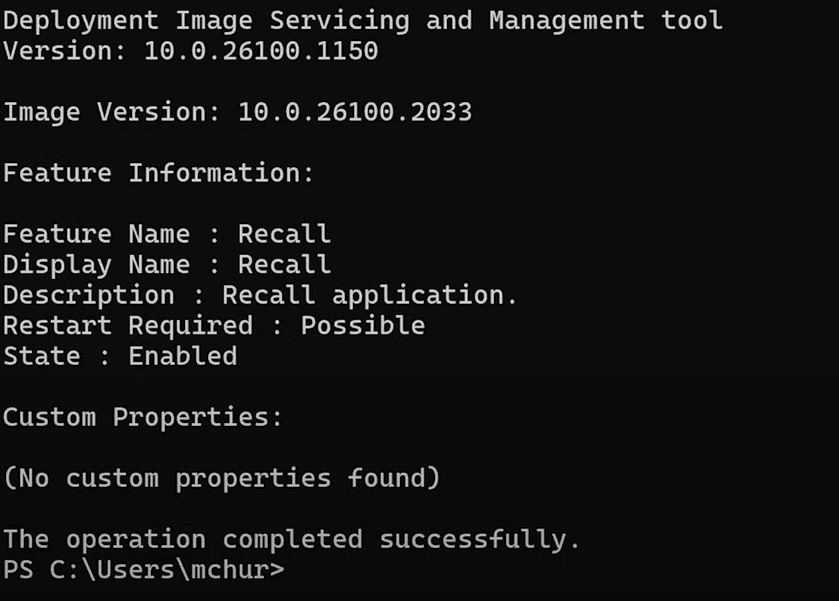 Deployment Image Servicing and Management tool
Version: 10.0.26100.1150
Image Version: 10.0.26100.2033
Feature Information:
Feature Name : Recall
Display Name : Recall
Description : Recall application.
Restart Required : Possible
State : Enabled
Custom Properties:
(No custom properties found)
The operation completed successfully.
PS C:\Users\mchur>